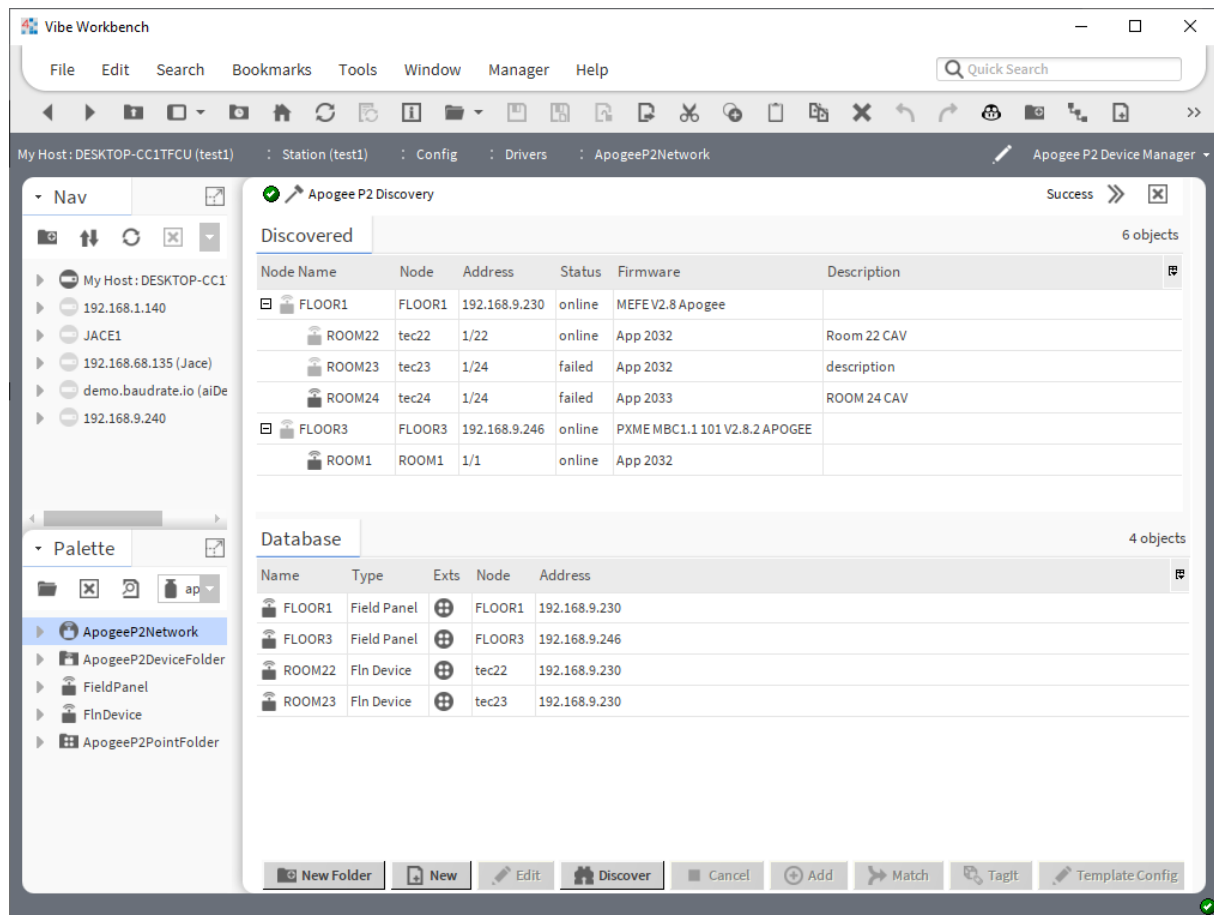 Vibe Workbench
File Edit Search Bookmarks Tools Window Manager Help Quick Search
My Host : DESKTOP-CC1TFCU (test1) : Station (test1) : Config : Drivers : ApogeeP2Network Apogee P2 Device Manager
Nav
My Host : DESKTOP-CC1
192.168.1.140
JACE1
192.168.68.135 (Jace)
demo.baudrate.io (aiDe
192.168.9.240
Palette
ap
ApogeeP2Network
ApogeeP2DeviceFolder
FieldPanel
FlnDevice
ApogeeP2PointFolder
Apogee P2 Discovery Success
Discovered 6 objects
Node Name Node Address Status Firmware Description
FLOOR1 FLOOR1 192.168.9.230 online MEFE V2.8 Apogee
ROOM22 tec22 1/22 online App 2032 Room 22 CAV
ROOM23 tec23 1/24 failed App 2032 description
ROOM24 tec24 1/24 failed App 2033 ROOM 24 CAV
FLOOR3 FLOOR3 192.168.9.246 online PXME MBC1.1 101 V2.8.2 APOGEE
ROOM1 ROOM1 1/1 online App 2032
Database 4 objects
Name Type Exts Node Address
FLOOR1 Field Panel FLOOR1 192.168.9.230
FLOOR3 Field Panel FLOOR3 192.168.9.246
ROOM22 Fln Device tec22 192.168.9.230
ROOM23 Fln Device tec23 192.168.9.230
New Folder New Edit Discover Cancel Add Match TagIt Template Config